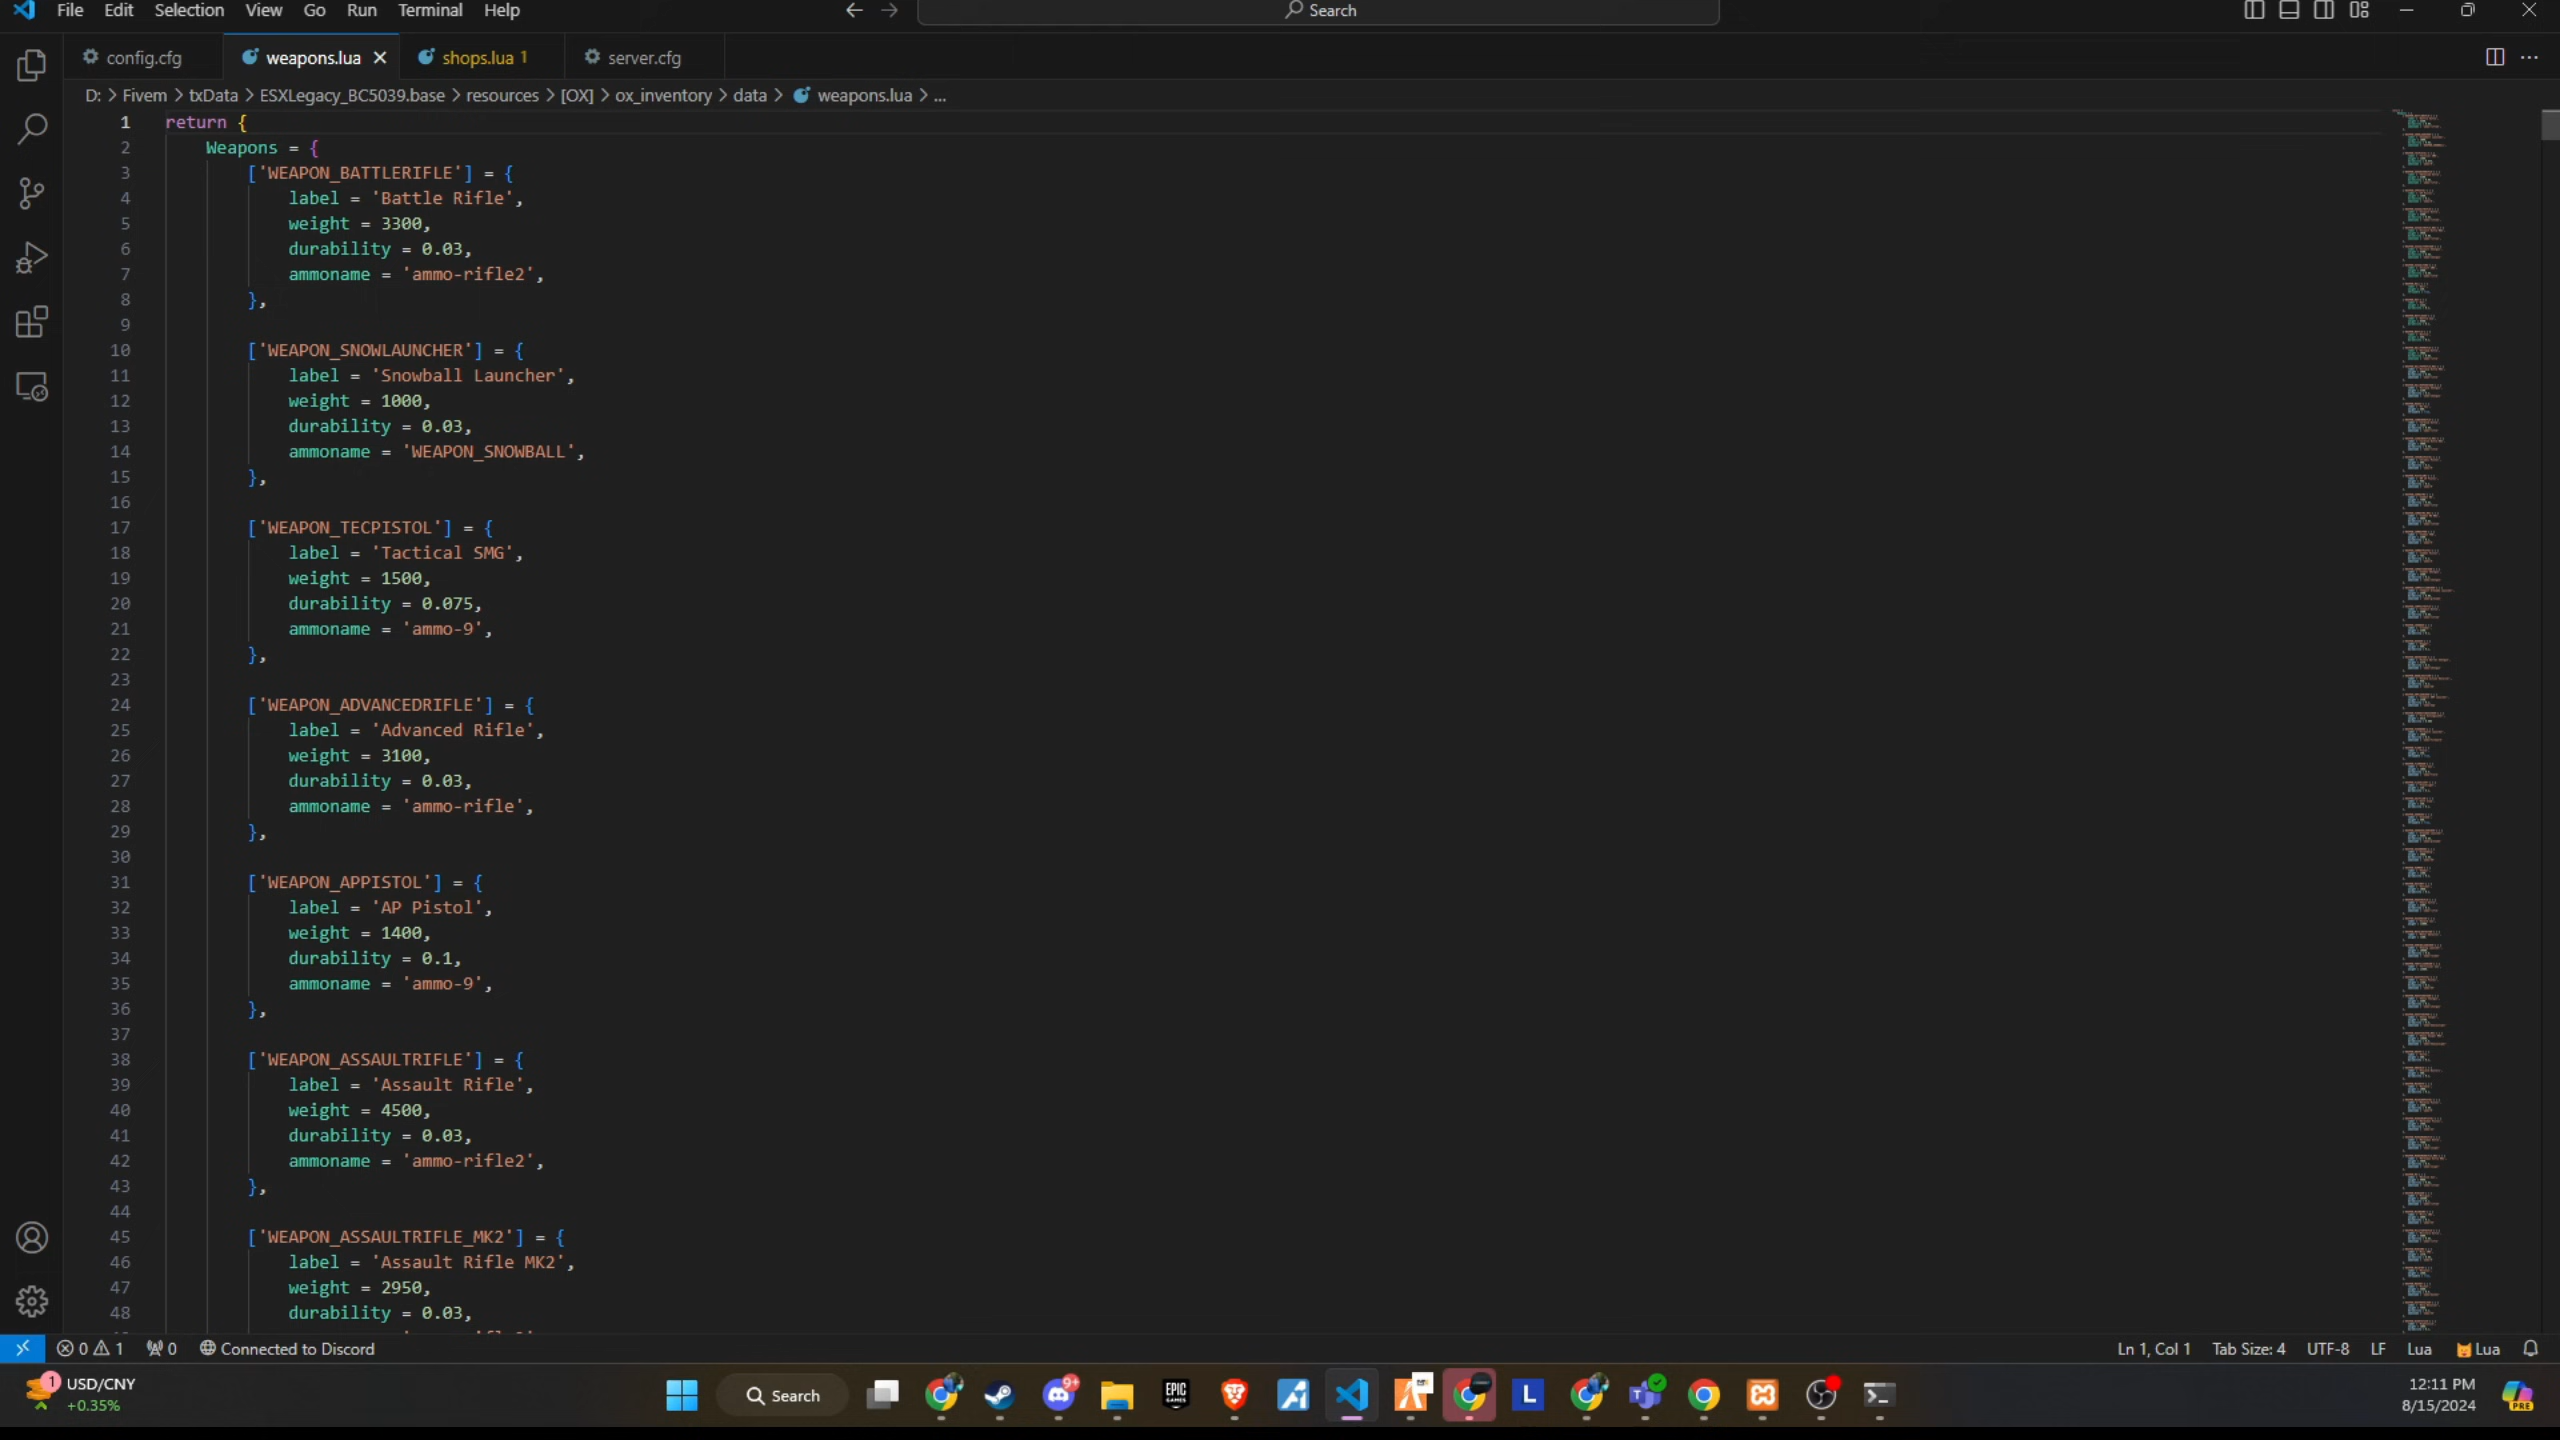 File Edit Selection View Go Run Terminal Help
Search
config.cfg weapons.lua shops.lua 1 server.cfg
D: > Fivem > txData > ESXLegacy_BC5039.base > resources > [OX] > ox_inventory > data > weapons.lua > ...
1 return {
2 Weapons = {
3 ['WEAPON_BATTLERIFLE'] = {
4 label = 'Battle Rifle',
5 weight = 3300,
6 durability = 0.03,
7 ammoname = 'ammo-rifle2',
8 },
9
10 ['WEAPON_SNOWLAUNCHER'] = {
11 label = 'Snowball Launcher',
12 weight = 1000,
13 durability = 0.03,
14 ammoname = 'WEAPON_SNOWBALL',
15 },
16
17 ['WEAPON_TECPISTOL'] = {
18 label = 'Tactical SMG',
19 weight = 1500,
20 durability = 0.075,
21 ammoname = 'ammo-9',
22 },
23
24 ['WEAPON_ADVANCEDRIFLE'] = {
25 label = 'Advanced Rifle',
26 weight = 3100,
27 durability = 0.03,
28 ammoname = 'ammo-rifle',
29 },
30
31 ['WEAPON_APPISTOL'] = {
32 label = 'AP Pistol',
33 weight = 1400,
34 durability = 0.1,
35 ammoname = 'ammo-9',
36 },
37
38 ['WEAPON_ASSAULTRIFLE'] = {
39 label = 'Assault Rifle',
40 weight = 4500,
41 durability = 0.03,
42 ammoname = 'ammo-rifle2',
43 },
44
45 ['WEAPON_ASSAULTRIFLE_MK2'] = {
46 label = 'Assault Rifle MK2',
47 weight = 2950,
48 durability = 0.03,
0 1 0 Connected to Discord Ln 1, Col 1 Tab Size: 4 UTF-8 LF Lua Lua
1 USD/CNY
+0.35%
Search
9+
EPIC GAMES
L
12:11 PM
8/15/2024
PRE